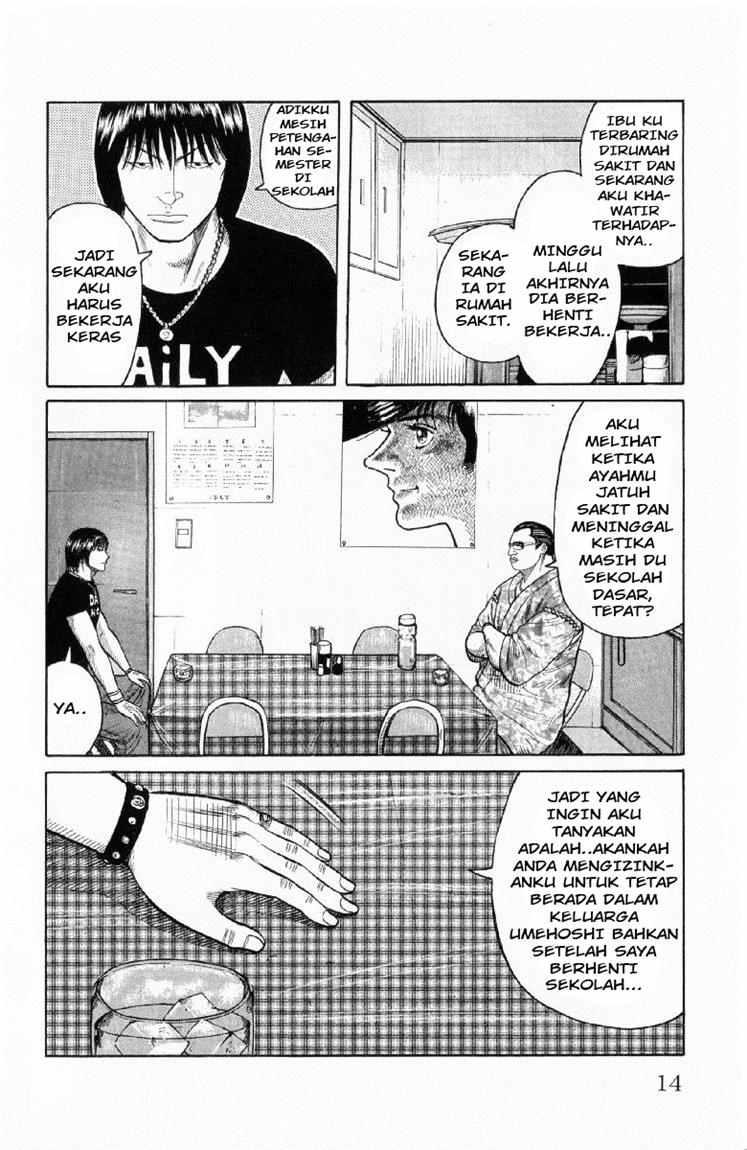 IBU KU
TERBARING
DIRUMAH
SAKIT DAN
SEKARANG
AKU KHA-
WATIR
TERHADAP-
NYA..
MINGGU
LALU
AKHIRNYA
DIA BER-
HENTI
BEKERJA..
SEKA-
RANG
IA DI
RUMAH
SAKIT.
ADIKKU
MESIH
PETENGA-
HAN SE-
MESTER
DI
SEKOLAH
JADI
SEKARANG
AKU
HARUS
BEKERJA
KERAS
AiLY
AKU
MELIHAT
KETIKA
AYAHMU
JATUH
SAKIT DAN
MENINGGAL
KETIKA
MASIH DU
SEKOLAH
DASAR,
TEPAT?
YA..
JADI YANG
INGIN AKU
TANYAKAN
ADALAH..AKANKAH
ANDA MENGIZINK-
ANKU UNTUK TETAP
BERADA DALAM
KELUARGA
UMEHOSHI BAHKAN
SETELAH SAYA
BERHENTI
SEKOLAH...
14